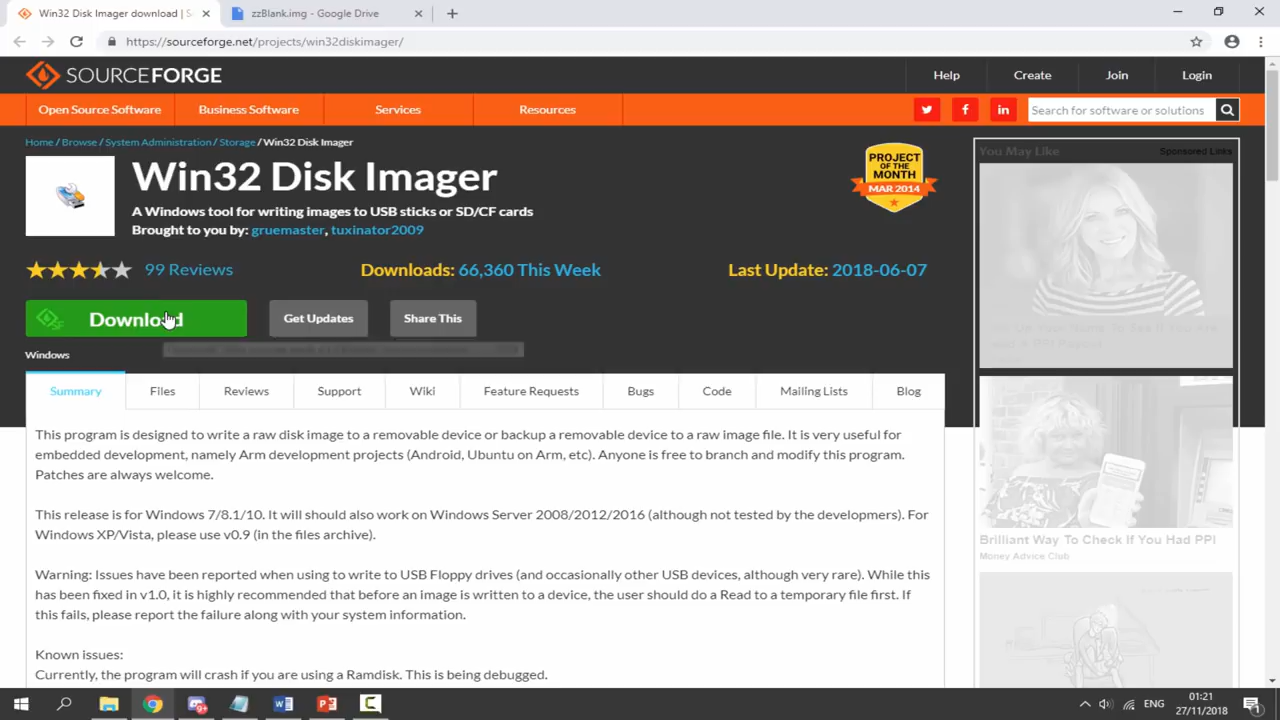 Win32 Disk Imager download | S
zzBlank.img - Google Drive
https://sourceforge.net/projects/win32diskimager/
SOURCEFORGE
Help
Create
Join
Login
Open Source Software
Business Software
Services
Resources
Search for software or solutions
Home / Browse / System Administration / Storage / Win32 Disk Imager
You May Like
Sponsored Links
Win32 Disk Imager
PROJECT
OF THE
MONTH
MAR 2014
A Windows tool for writing images to USB sticks or SD/CF cards
Brought to you by: gruemaster, tuxinator2009
99 Reviews
Downloads: 66,360 This Week
Last Update: 2018-06-07
Download
Get Updates
Share This
Windows
Summary
Files
Reviews
Support
Wiki
Feature Requests
Bugs
Code
Mailing Lists
Blog
This program is designed to write a raw disk image to a removable device or backup a removable device to a raw image file. It is very useful for
embedded development, namely Arm development projects (Android, Ubuntu on Arm, etc). Anyone is free to branch and modify this program.
Patches are always welcome.
This release is for Windows 7/8.1/10. It will should also work on Windows Server 2008/2012/2016 (although not tested by the developmers). For
Windows XP/Vista, please use v0.9 (in the files archive).
Warning: Issues have been reported when using to write to USB Floppy drives (and occasionally other USB devices, although very rare). While this
has been fixed in v1.0, it is highly recommended that before an image is written to a device, the user should do a Read to a temporary file first. If
this fails, please report the failure along with your system information.
Known issues:
Currently, the program will crash if you are using a Ramdisk. This is being debugged.
Brilliant Way To Check If You Had PPI
Money Advice Club
ENG
01:21
27/11/2018